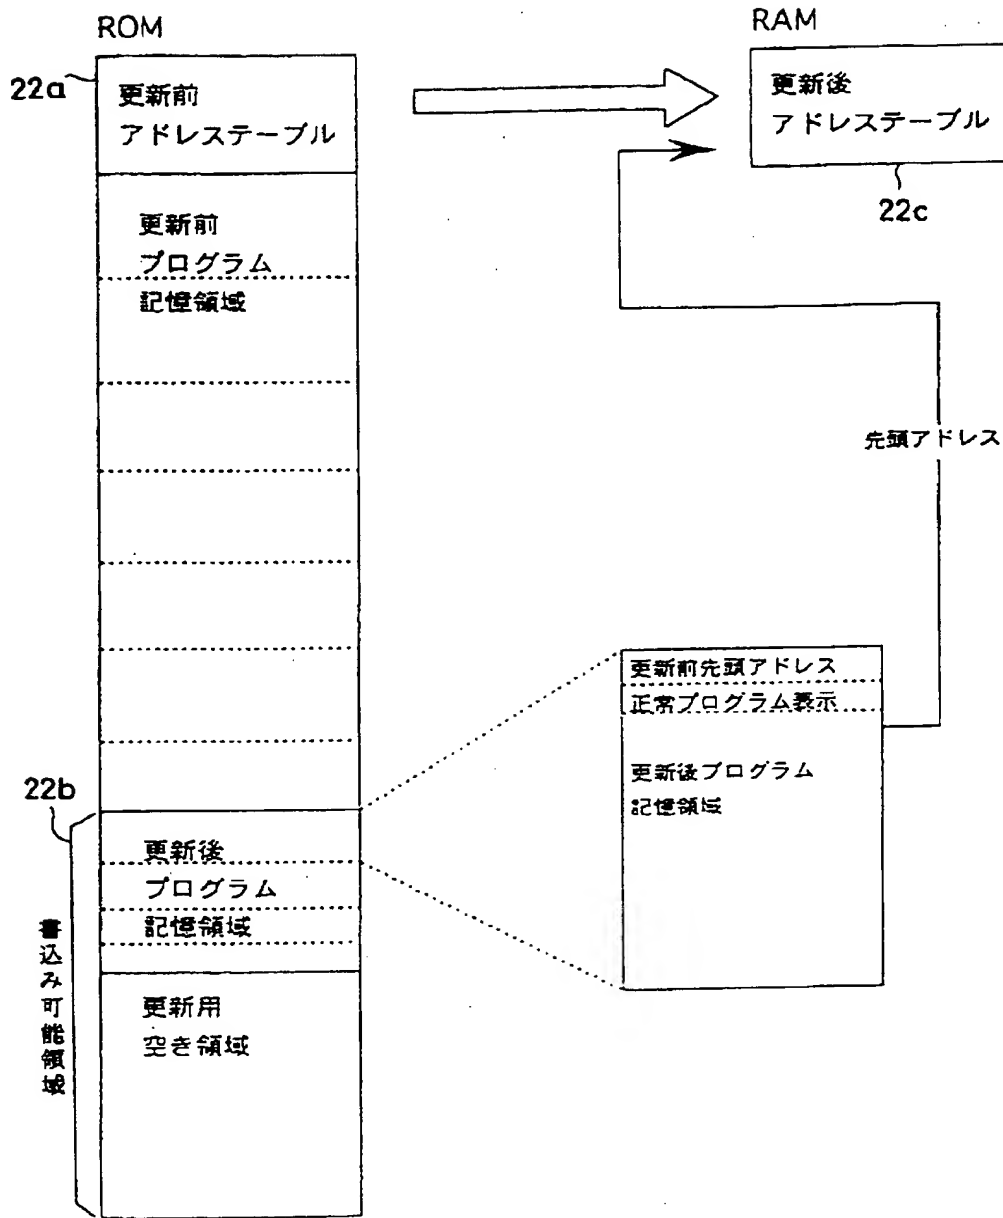 ROM
22a
更新前
アドレステーブル
更新前
プログラム
記憶領域
22b
書込み可能領域
更新後
プログラム
記憶領域
更新用
空き領域
RAM
更新後
アドレステーブル
22c
先頭アドレス
更新前先頭アドレス
正常プログラム表示
更新後プログラム
記憶領域